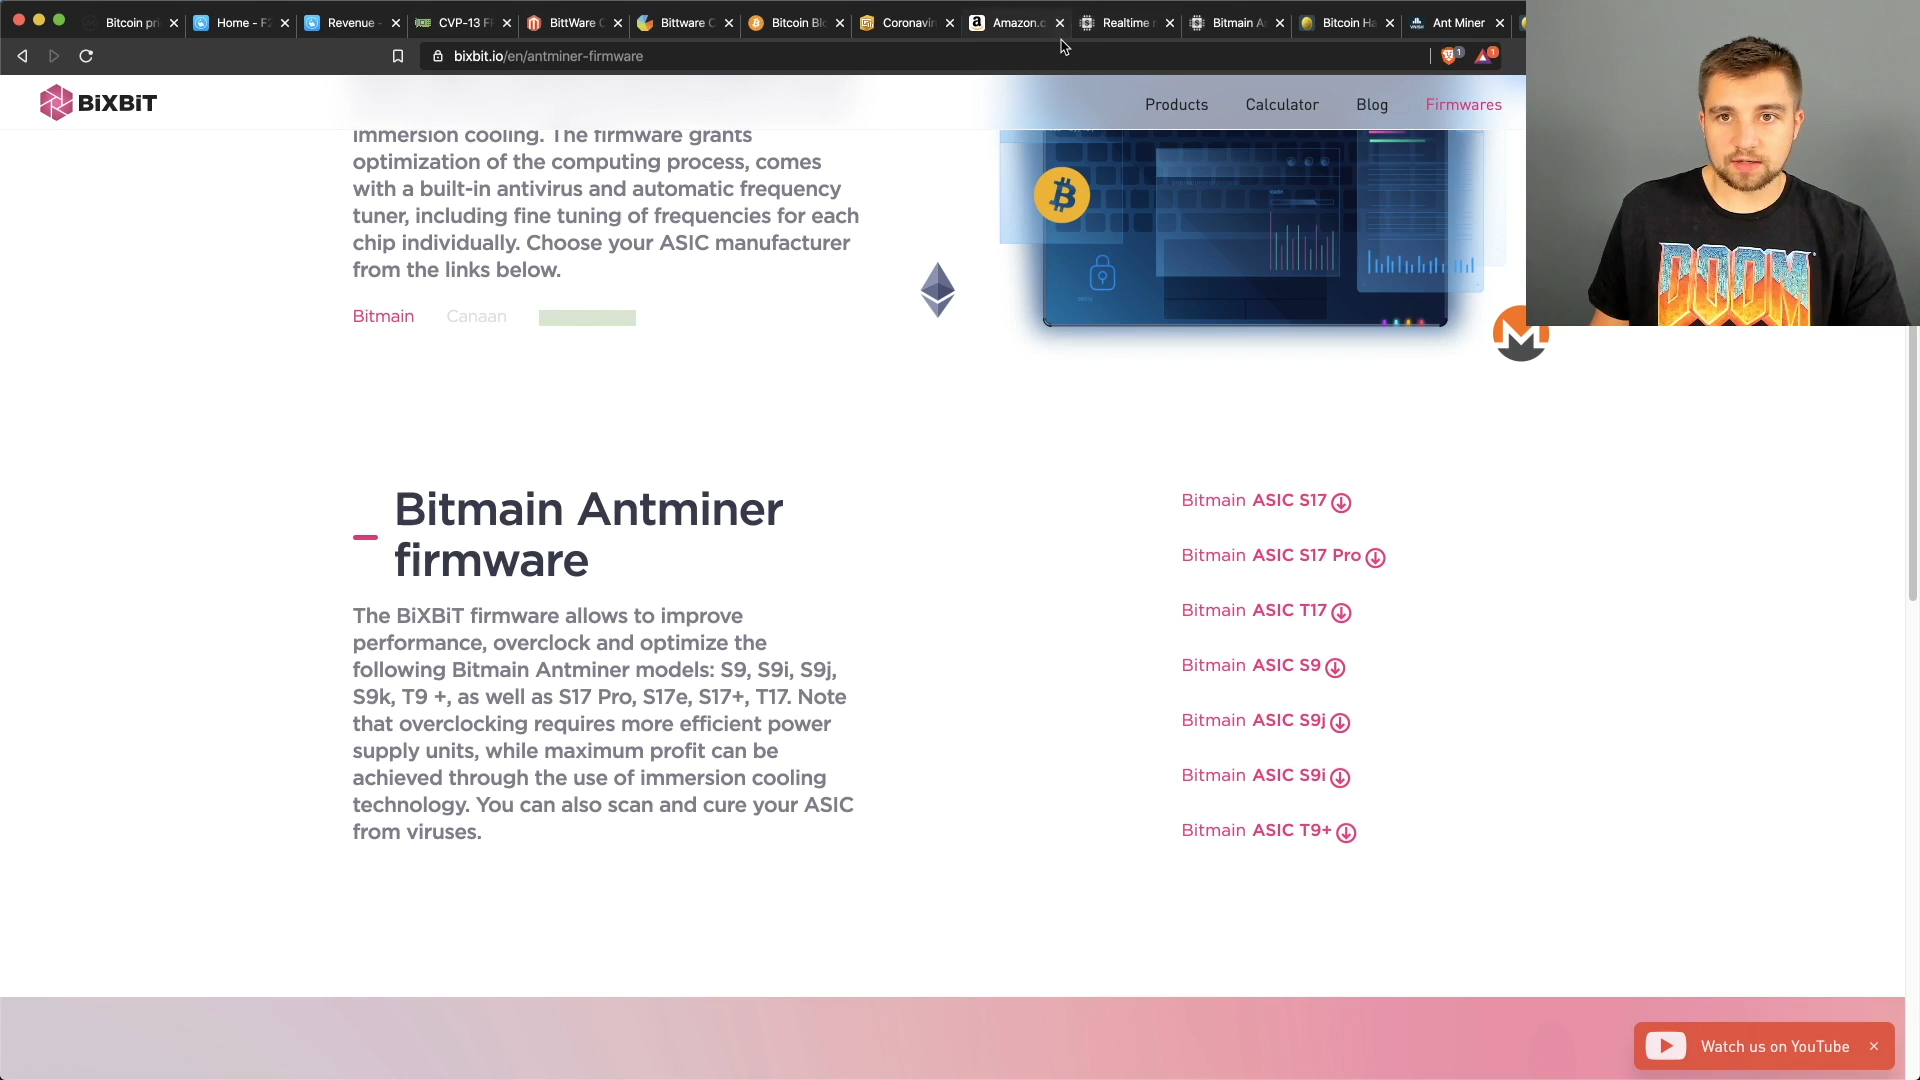 Bitcoin pri
Home - F2
Revenue -
CVP-13 FP
BittWare C
Bittware C
Bitcoin Blo
Coronaviru
Amazon.c
Realtime
Bitmain A
Bitcoin Ha
Ant Miner
bixbit.io/en/antminer-firmware
1
1
BiXBiT
Products
Calculator
Blog
Firmwares
immersion cooling. The firmware grants
optimization of the computing process, comes
with a built-in antivirus and automatic frequency
tuner, including fine tuning of frequencies for each
chip individually. Choose your ASIC manufacturer
from the links below.
Bitmain
Canaan
DOOM
Bitmain Antminer
firmware
The BiXBiT firmware allows to improve
performance, overclock and optimize the
following Bitmain Antminer models: S9, S9i, S9j,
S9k, T9 +, as well as S17 Pro, S17e, S17+, T17. Note
that overclocking requires more efficient power
supply units, while maximum profit can be
achieved through the use of immersion cooling
technology. You can also scan and cure your ASIC
from viruses.
Bitmain ASIC S17
Bitmain ASIC S17 Pro
Bitmain ASIC T17
Bitmain ASIC S9
Bitmain ASIC S9j
Bitmain ASIC S9i
Bitmain ASIC T9+
Watch us on YouTube